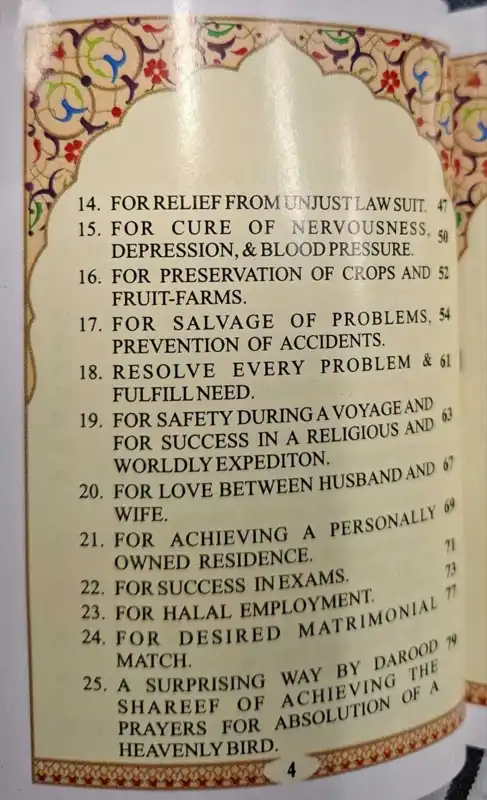 14. FOR RELIEF FROM UNJUST LAW SUIT. 47
15. FOR CURE OF NERVOUSNESS, 50
DEPRESSION, & BLOOD PRESSURE.
16. FOR PRESERVATION OF CROPS AND 52
FRUIT-FARMS.
17. FOR SALVAGE OF PROBLEMS, 54
PREVENTION OF ACCIDENTS.
18. RESOLVE EVERY PROBLEM & 61
FULFILL NEED.
19. FOR SAFETY DURING A VOYAGE AND 63
FOR SUCCESS IN A RELIGIOUS AND
WORLDLY EXPEDITON.
20. FOR LOVE BETWEEN HUSBAND AND 67
WIFE.
21. FOR ACHIEVING A PERSONALLY 69
OWNED RESIDENCE.
22. FOR SUCCESS IN EXAMS. 71
23. FOR HALAL EMPLOYMENT. 73
24. FOR DESIRED MATRIMONIAL 77
MATCH.
25. A SURPRISING WAY BY DAROOD 79
SHAREEF OF ACHIEVING THE
PRAYERS FOR ABSOLUTION OF A
HEAVENLY BIRD.
4